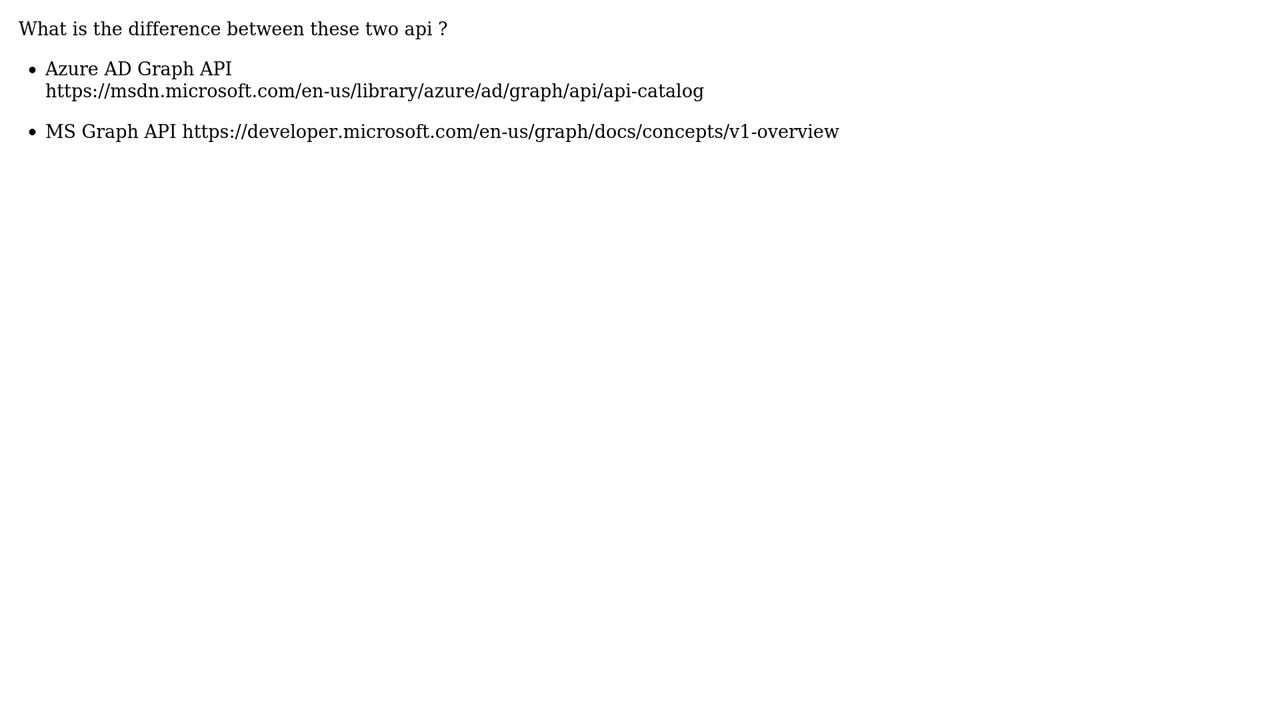 What is the difference between these two api ?
• Azure AD Graph API
https://msdn.microsoft.com/en-us/library/azure/ad/graph/api/api-catalog
• MS Graph API https://developer.microsoft.com/en-us/graph/docs/concepts/v1-overview